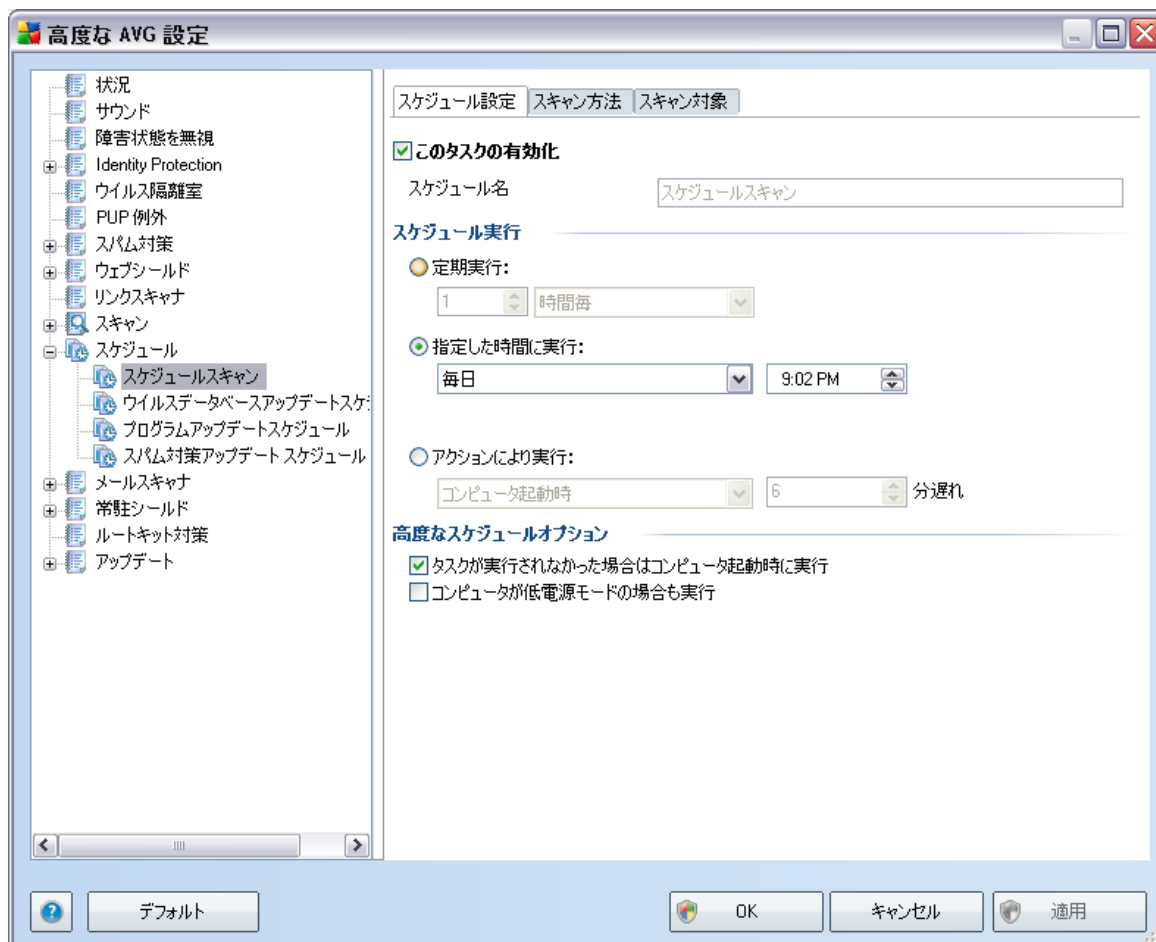 高度な AVG 設定
状況
サウンド
障害状態を無視
Identity Protection
ウイルス隔離室
PUP 例外
スパム対策
ウェブシールド
リンクスキャナ
スキャン
スケジュール
スケジュールスキャン
ウイルスデータベースアップデートスケ
プログラムアップデートスケジュール
スパム対策アップデート スケジュール
メールスキャナ
常駐シールド
ルートキット対策
アップデート
スケジュール設定 スキャン方法 スキャン対象
このタスクの有効化
スケジュール名 スケジュールスキャン
スケジュール実行
定期実行:
1 時間毎
指定した時間に実行:
毎日 9:02 PM
アクションにより実行:
コンピュータ起動時 6 分遅れ
高度なスケジュールオプション
タスクが実行されなかった場合はコンピュータ起動時に実行
コンピュータが低電源モードの場合も実行
? デフォルト OK キャンセル 適用